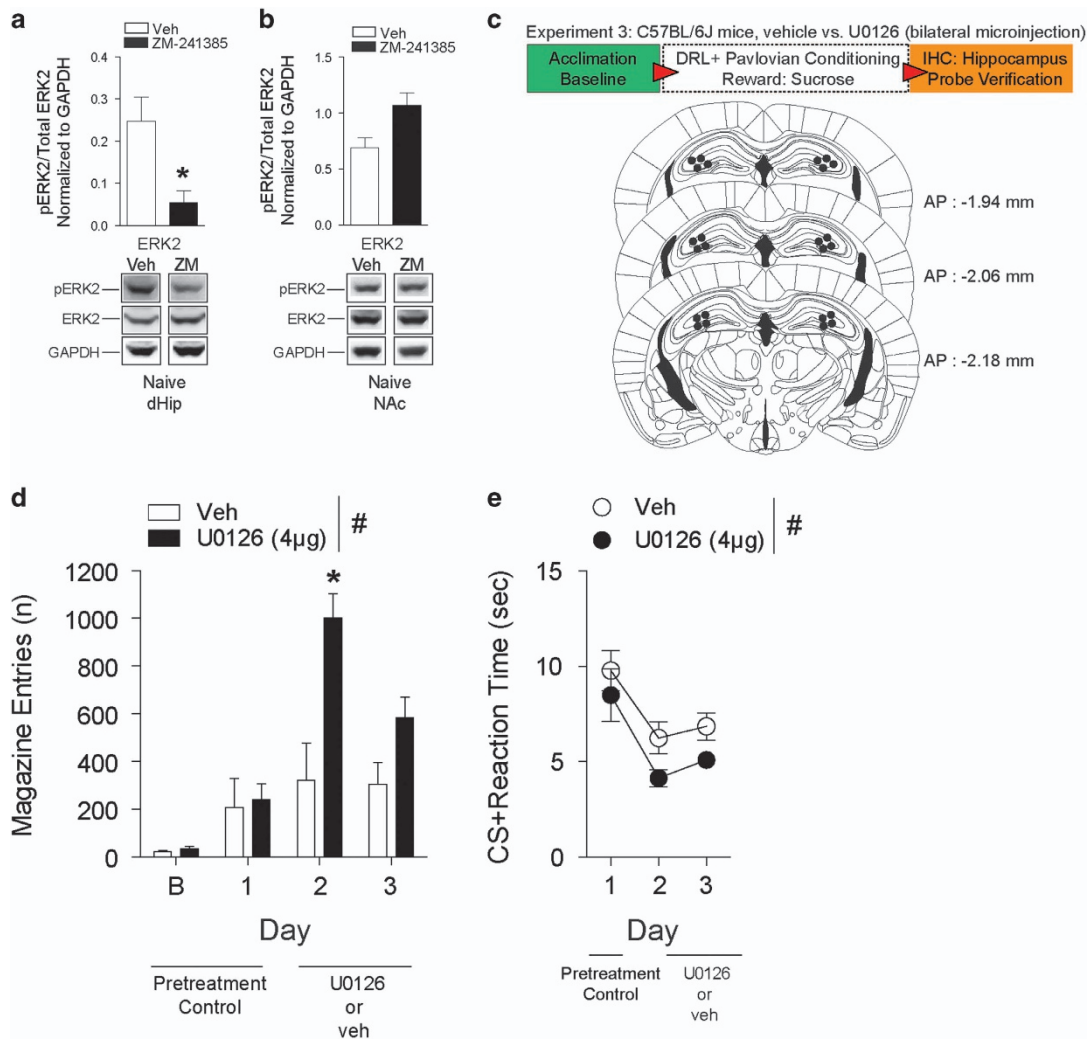 a
Veh
ZM-241385
pERK2/Total ERK2
Normalized to GAPDH
0.4
0.3
0.2
0.1
0.0
*
ERK2
Veh ZM
pERK2
ERK2
GAPDH
Naive
dHip
b
Veh
ZM-241385
pERK2/Total ERK2
Normalized to GAPDH
1.5
1.0
0.5
0.0
ERK2
Veh ZM
pERK2
ERK2
GAPDH
Naive
NAc
c
Experiment 3: C57BL/6J mice, vehicle vs. U0126 (bilateral microinjection)
Acclimation
Baseline
DRL+ Pavlovian Conditioning
Reward: Sucrose
IHC: Hippocampus
Probe Verification
AP : -1.94 mm
AP : -2.06 mm
AP : -2.18 mm
d
Veh
U0126 (4µg)
#
Magazine Entries (n)
1200
1000
800
600
400
200
0
*
B 1 2 3
Day
Pretreatment
Control
U0126
or
veh
e
Veh
U0126 (4µg)
#
CS+Reaction Time (sec)
15
10
5
0
1 2 3
Day
Pretreatment
Control
U0126
or
veh